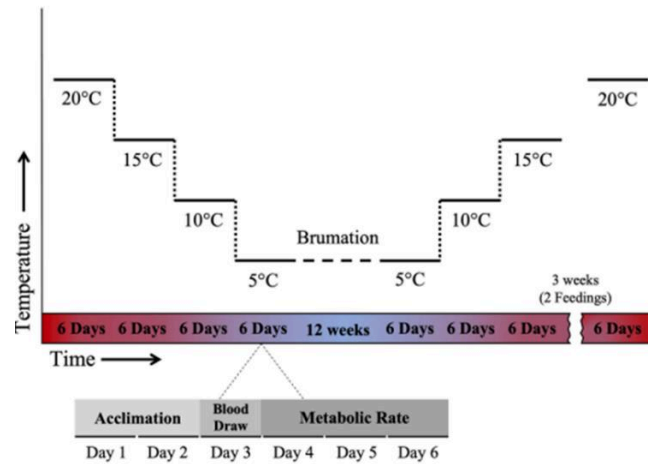 20°C
20°C
15°C
15°C
10°C
10°C
Brumation
5°C
5°C
Temperature
3 weeks
(2 Feedings)
6 Days 6 Days 6 Days 6 Days 12 weeks 6 Days 6 Days 6 Days 6 Days
Time
Acclimation Blood Draw Metabolic Rate
Day 1 Day 2 Day 3 Day 4 Day 5 Day 6